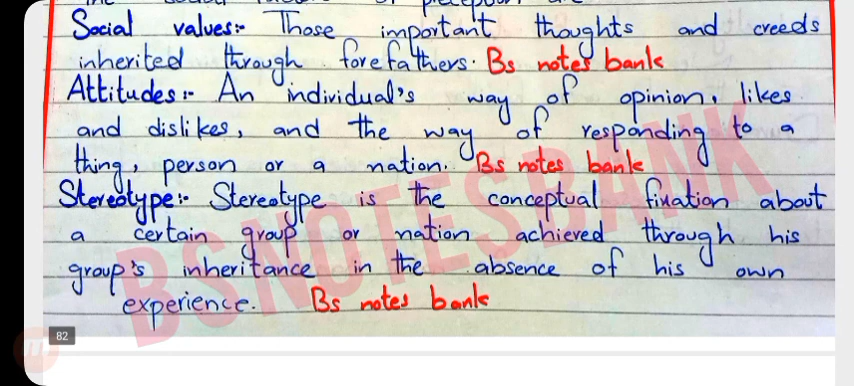 Social values:- Those important thoughts and creeds
inherited through forefathers. Bs notes bank
Attitudes:- An individual's way of opinion, likes
and dislikes, and the way of responding to a
thing, person or a nation. Bs notes bank
Stereotype:- Stereotype is the conceptual fixation about
a certain group or nation achieved through his
group's inheritance in the absence of his own
experience. Bs notes bank
BSNOTESBANK
82